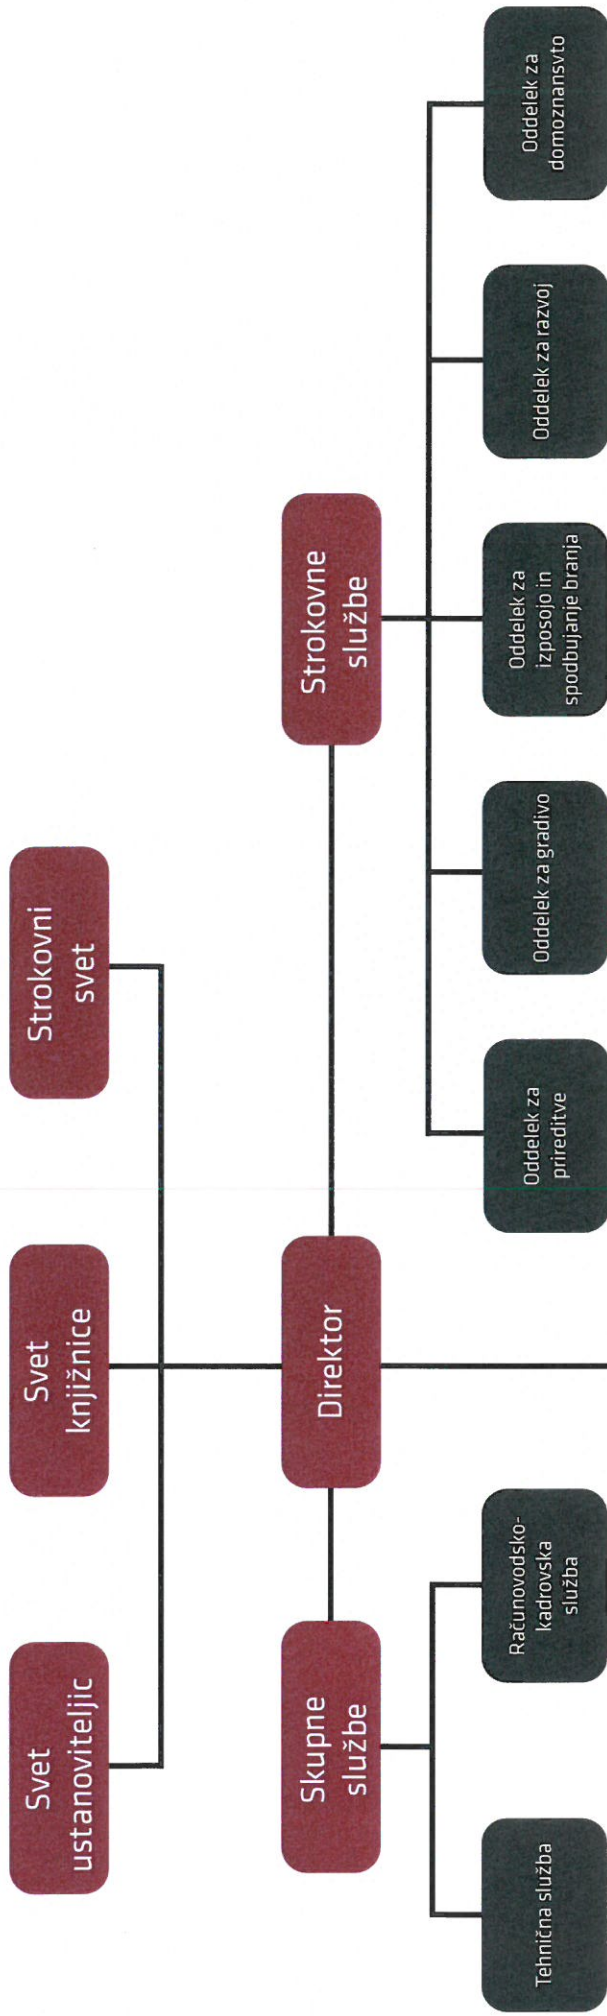 Svet
ustanoviteljic
Svet
knjižnice
Strokovni
svet
Skupne
službe
Direktor
Strokovne
službe
Tehnična služba
Računovodsko-
kadrovska
služba
Oddelek za
prireditve
Oddelek za gradivo
Oddelek za
izposojo in
spodbujanje branja
Oddelek za razvoj
Oddelek za
domoznansvto